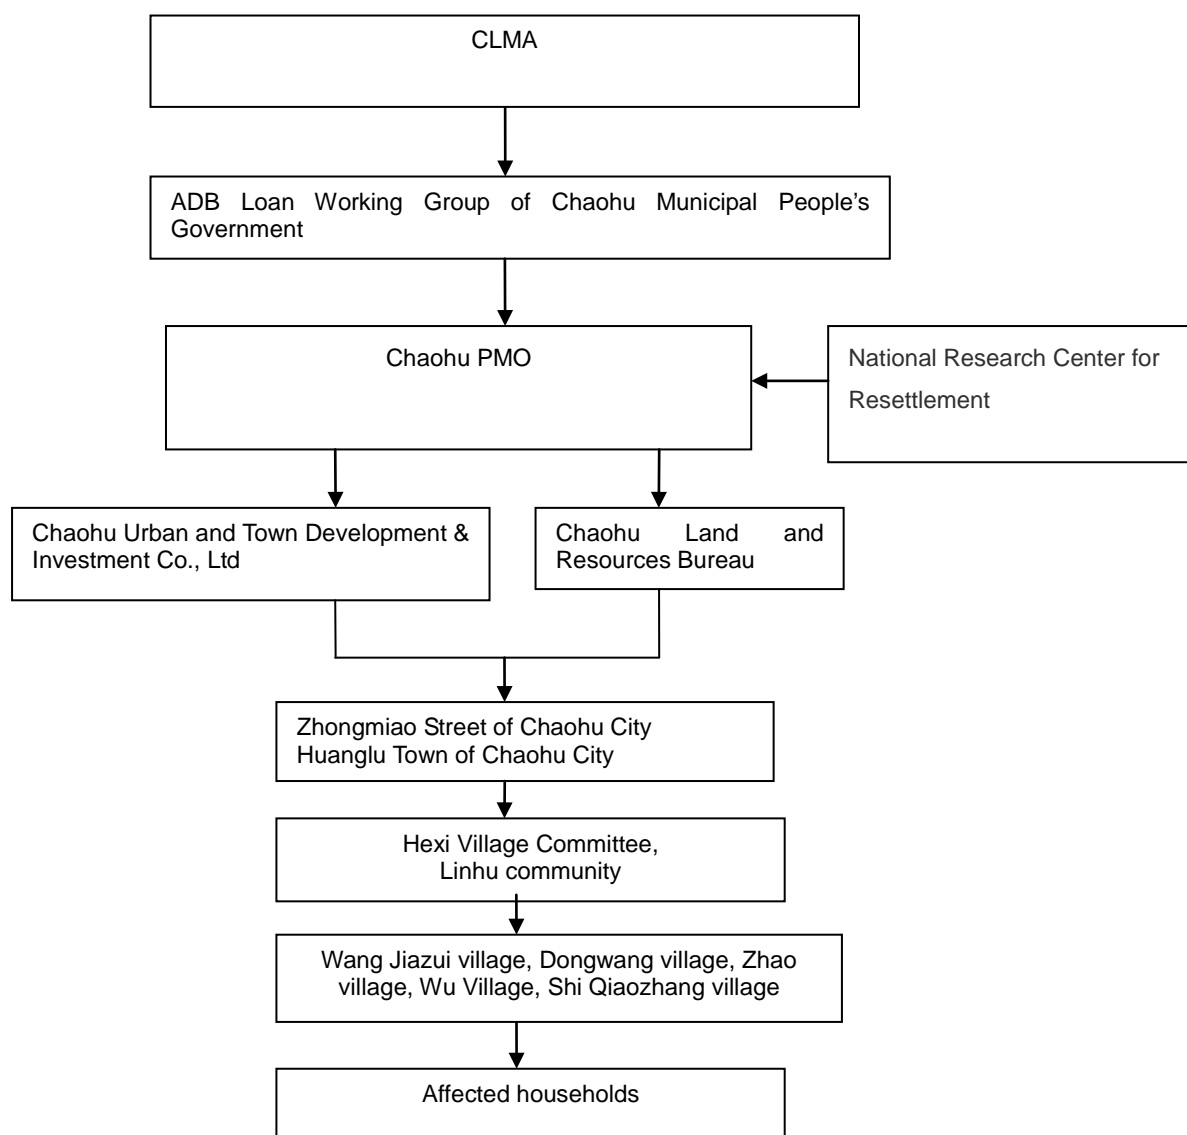 CLMA
ADB Loan Working Group of Chaohu Municipal People’s
Government
Chaohu PMO
National Research Center for
Resettlement
Chaohu Urban and Town Development &
Investment Co., Ltd
Chaohu Land and
Resources Bureau
Zhongmiao Street of Chaohu City
Huanglu Town of Chaohu City
Hexi Village Committee,
Linhu community
Wang Jiazui village, Dongwang village, Zhao
village, Wu Village, Shi Qiaozhang village
Affected households